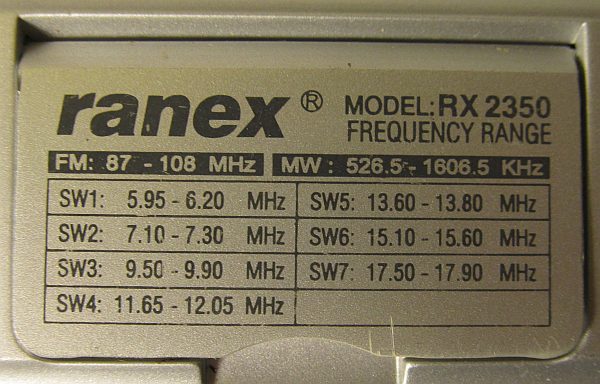 ranex ® MODEL: RX 2350
FREQUENCY RANGE
FM: 87 - 108 MHz MW : 526.5 - 1606.5 KHz
SW1: 5.95 - 6.20 MHz SW5: 13.60 - 13.80 MHz
SW2: 7.10 - 7.30 MHz SW6: 15.10 - 15.60 MHz
SW3: 9.50 - 9.90 MHz SW7: 17.50 - 17.90 MHz
SW4: 11.65 - 12.05 MHz